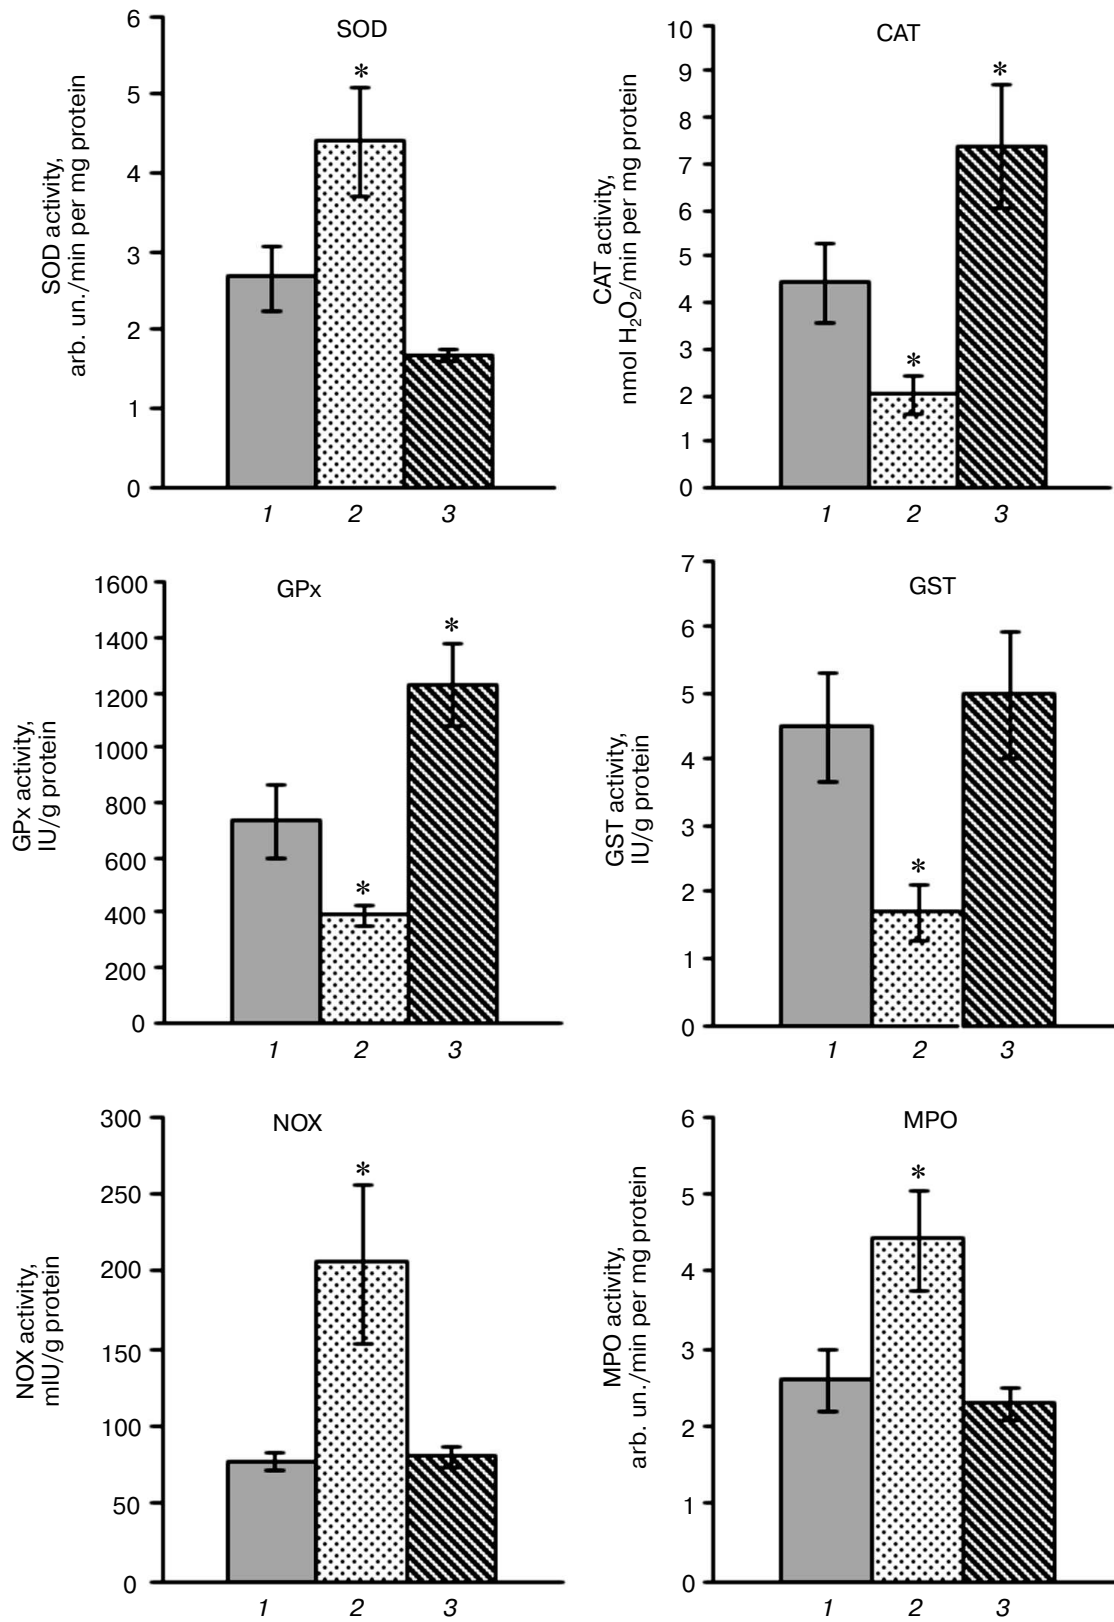 SOD
SOD activity,
arb. un./min per mg protein
6
5
4
3
2
1
0
*
1 2 3
CAT
CAT activity,
nmol H₂O₂/min per mg protein
10
9
8
7
6
5
4
3
2
1
0
*
*
1 2 3
GPx
GPx activity,
IU/g protein
1600
1400
1200
1000
800
600
400
200
0
*
*
1 2 3
GST
GST activity,
IU/g protein
7
6
5
4
3
2
1
0
*
1 2 3
NOX
NOX activity,
mIU/g protein
300
250
200
150
100
50
0
*
1 2 3
MPO
MPO activity,
arb. un./min per mg protein
6
5
4
3
2
1
0
*
1 2 3